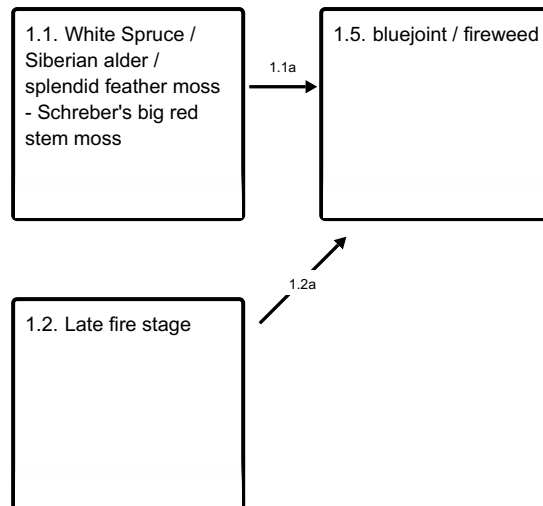 1.1. White Spruce /
Siberian alder /
splendid feather moss
- Schreber's big red
stem moss
1.1a
1.5. bluejoint / fireweed
1.2a
1.2. Late fire stage